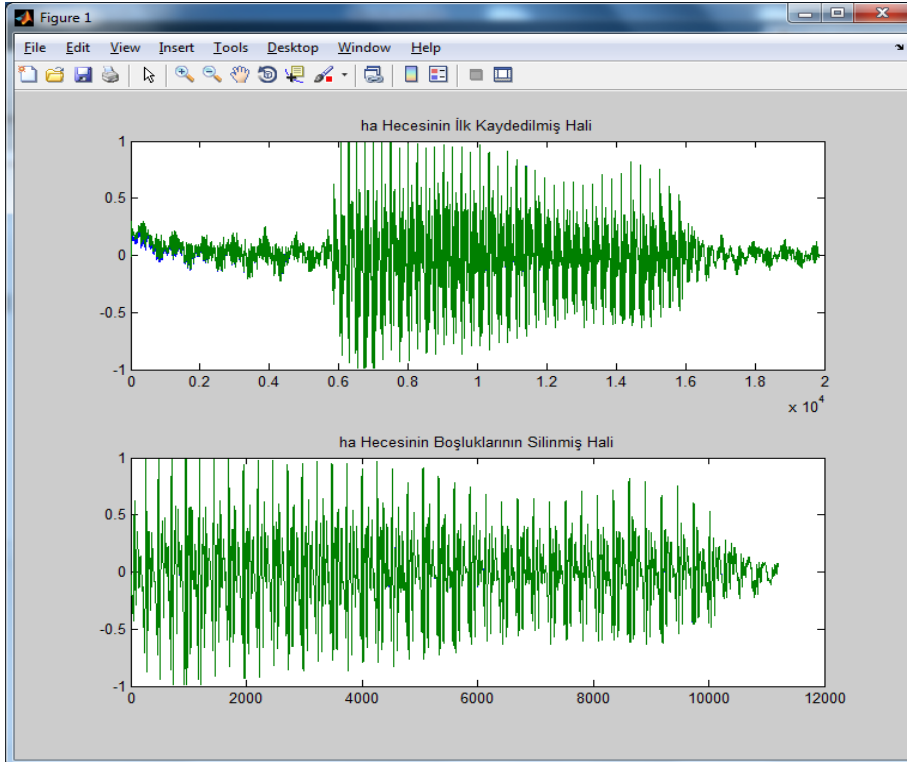 Figure 1
File Edit View Insert Tools Desktop Window Help
ha Hecesinin İlk Kaydedilmiş Hali
1
0.5
0
-0.5
-1
0 0.2 0.4 0.6 0.8 1 1.2 1.4 1.6 1.8 2
x 10^4
ha Hecesinin Boşluklarının Silinmiş Hali
1
0.5
0
-0.5
-1
0 2000 4000 6000 8000 10000 12000